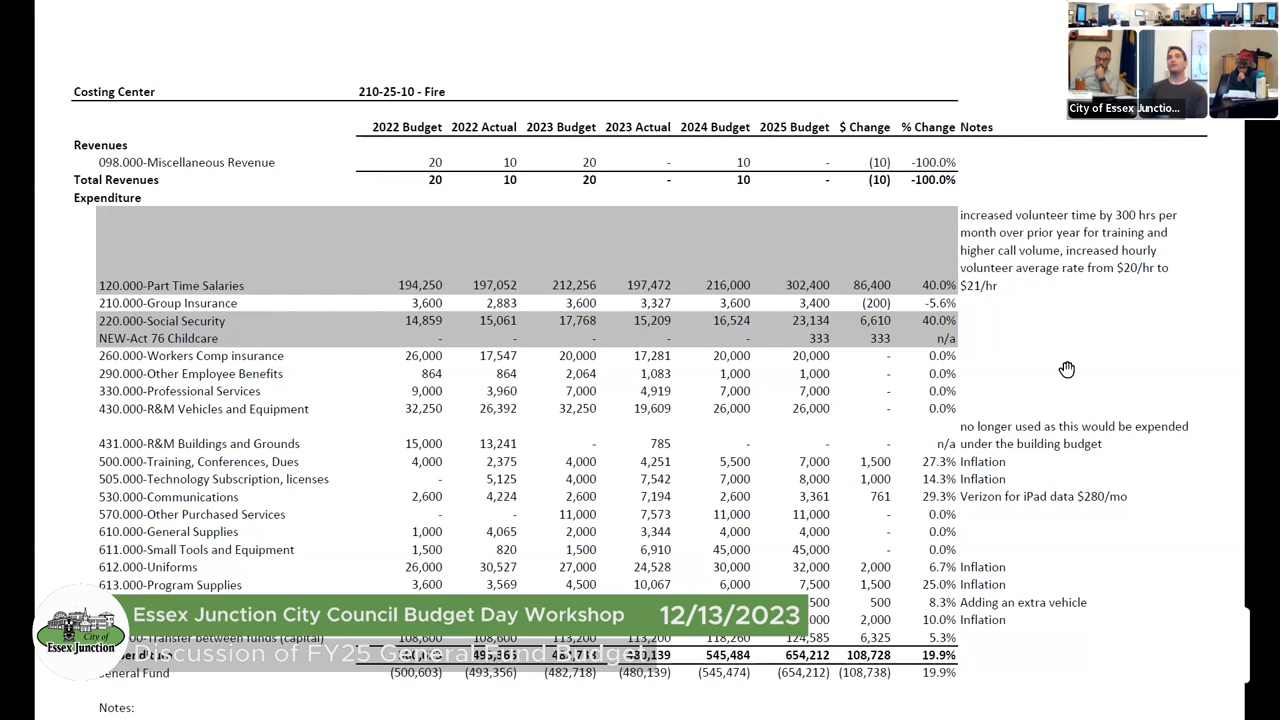 City of Essex Junctio...
Costing Center 210-25-10 - Fire
2022 Budget 2022 Actual 2023 Budget 2023 Actual 2024 Budget 2025 Budget $ Change % Change Notes
Revenues
098.000-Miscellaneous Revenue 20 10 20 - 10 - (10) -100.0%
Total Revenues 20 10 20 - 10 - (10) -100.0%
Expenditure
increased volunteer time by 300 hrs per
month over prior year for training and
higher call volume, increased hourly
volunteer average rate from $20/hr to
120.000-Part Time Salaries 194,250 197,052 212,256 197,472 216,000 302,400 86,400 40.0% $21/hr
210.000-Group Insurance 3,600 2,883 3,600 3,327 3,600 3,400 (200) -5.6%
220.000-Social Security 14,859 15,061 17,768 15,209 16,524 23,134 6,610 40.0%
NEW-Act 76 Childcare - - - - - 333 333 n/a
260.000-Workers Comp insurance 26,000 17,547 20,000 17,281 20,000 20,000 - 0.0%
290.000-Other Employee Benefits 864 864 2,064 1,083 1,000 1,000 - 0.0%
330.000-Professional Services 9,000 3,960 7,000 4,919 7,000 7,000 - 0.0%
430.000-R&M Vehicles and Equipment 32,250 26,392 32,250 19,609 26,000 26,000 - 0.0%
no longer used as this would be expended
431.000-R&M Buildings and Grounds 15,000 13,241 - 785 - - - n/a under the building budget
500.000-Training, Conferences, Dues 4,000 2,375 4,000 4,251 5,500 7,000 1,500 27.3% Inflation
505.000-Technology Subscription, licenses - 5,125 4,000 7,542 7,000 8,000 1,000 14.3% Inflation
530.000-Communications 2,600 4,224 2,600 7,194 2,600 3,361 761 29.3% Verizon for iPad data $280/mo
570.000-Other Purchased Services - - 11,000 7,573 11,000 11,000 - 0.0%
610.000-General Supplies 1,000 4,065 2,000 3,344 4,000 4,000 - 0.0%
611.000-Small Tools and Equipment 1,500 820 1,500 6,910 45,000 45,000 - 0.0%
612.000-Uniforms 26,000 30,527 27,000 24,528 30,000 32,000 2,000 6.7% Inflation
613.000-Program Supplies 3,600 3,569 4,500 10,067 6,000 7,500 1,500 25.0% Inflation
500 500 8.3% Adding an extra vehicle
000 2,000 10.0% Inflation
Essex Junction City Council Budget Day Workshop 12/13/2023
City of
Essex Junction
Transfer between funds (capital) 108,600 108,600 113,200 113,200 118,260 124,585 6,325 5.3%
Discussion of FY25 General Fund Budget
545,484 654,212 108,728 19.9%
General Fund (500,603) (493,356) (482,718) (480,139) (545,474) (654,212) (108,738) 19.9%
Notes: